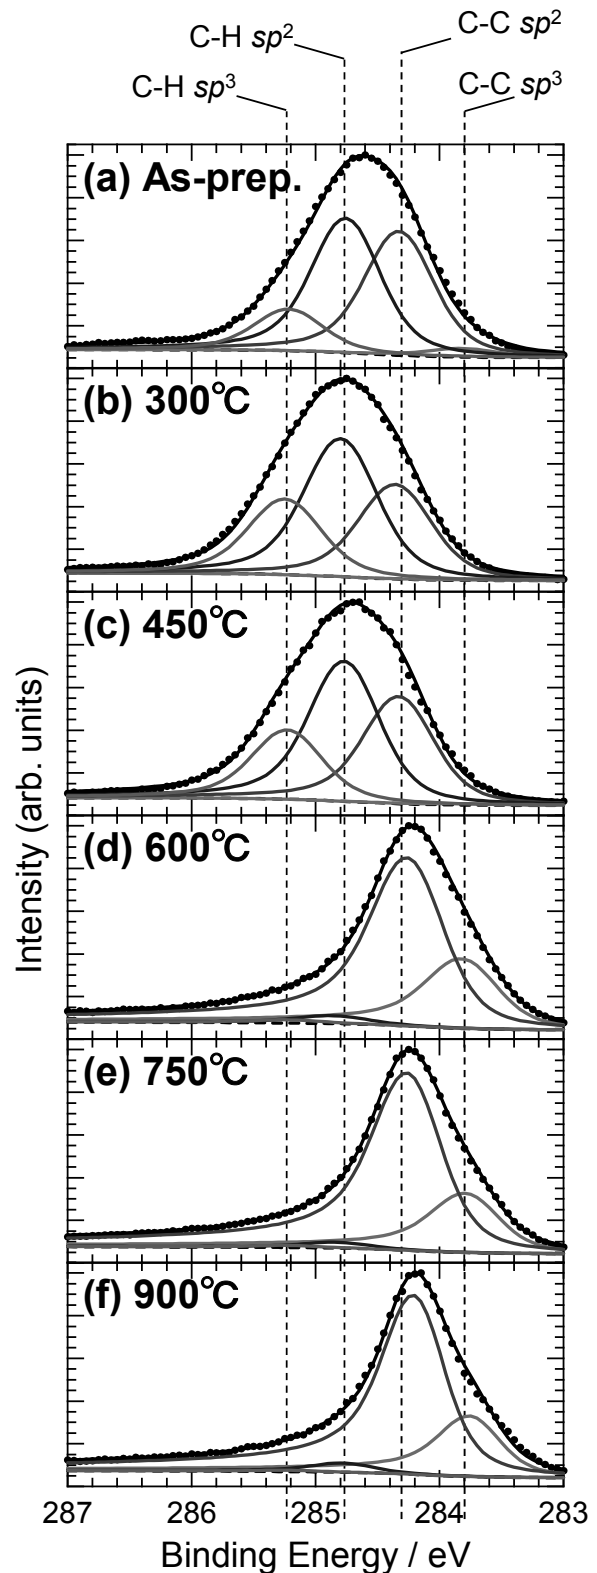 C-H sp²
C-C sp²
C-H sp³
C-C sp³
(a) As-prep.
(b) 300℃
(c) 450℃
(d) 600℃
(e) 750℃
(f) 900℃
Intensity (arb. units)
287 286 285 284 283
Binding Energy / eV